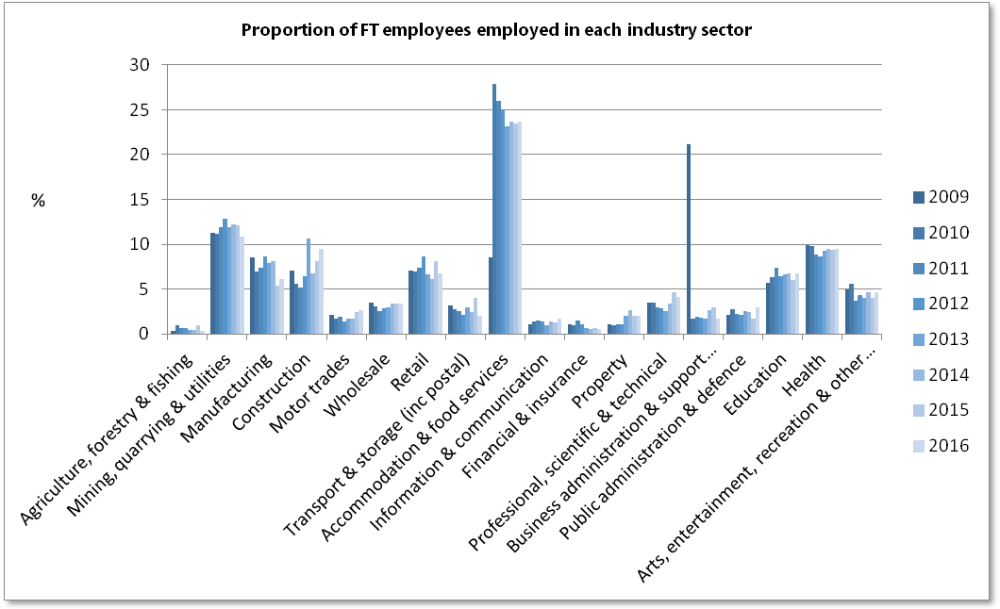 Proportion of FT employees employed in each industry sector
30
25
20
15
10
5
0
%
Agriculture, forestry & fishing
Mining, quarrying & utilities
Manufacturing
Construction
Motor trades
Wholesale
Retail
Transport & storage (inc postal)
Accommodation & food services
Information & communication
Financial & insurance
Property
Professional, scientific & technical
Business administration & support...
Public administration & defence
Education
Health
Arts, entertainment, recreation & other...
2009
2010
2011
2012
2013
2014
2015
2016